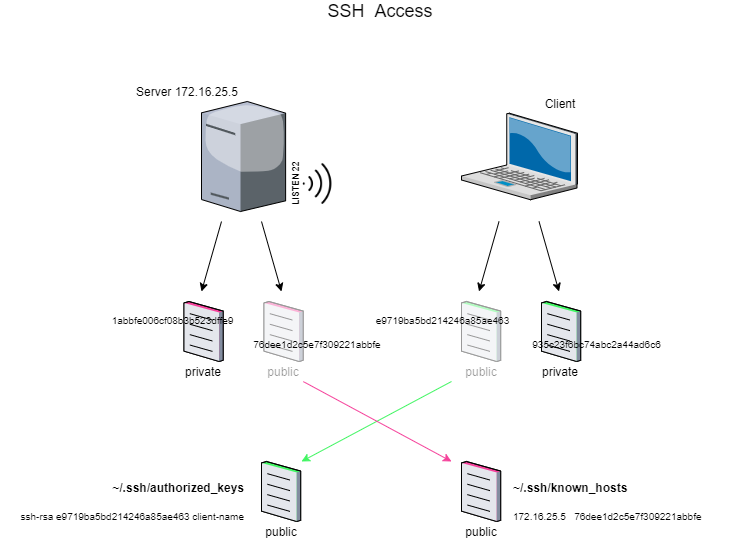 SSH Access
Server 172.16.25.5
Client
LISTEN 22
1abbfe006cf08b3b523dffe9
76dee1d2c5e7f309221abbfe
e9719ba5bd214246a85ae463
935c23f6bc74abc2a44ad6c6
private
public
public
private
~/.ssh/authorized_keys
ssh-rsa e9719ba5bd214246a85ae463 client-name
public
~/.ssh/known_hosts
172.16.25.5 76dee1d2c5e7f309221abbfe
public